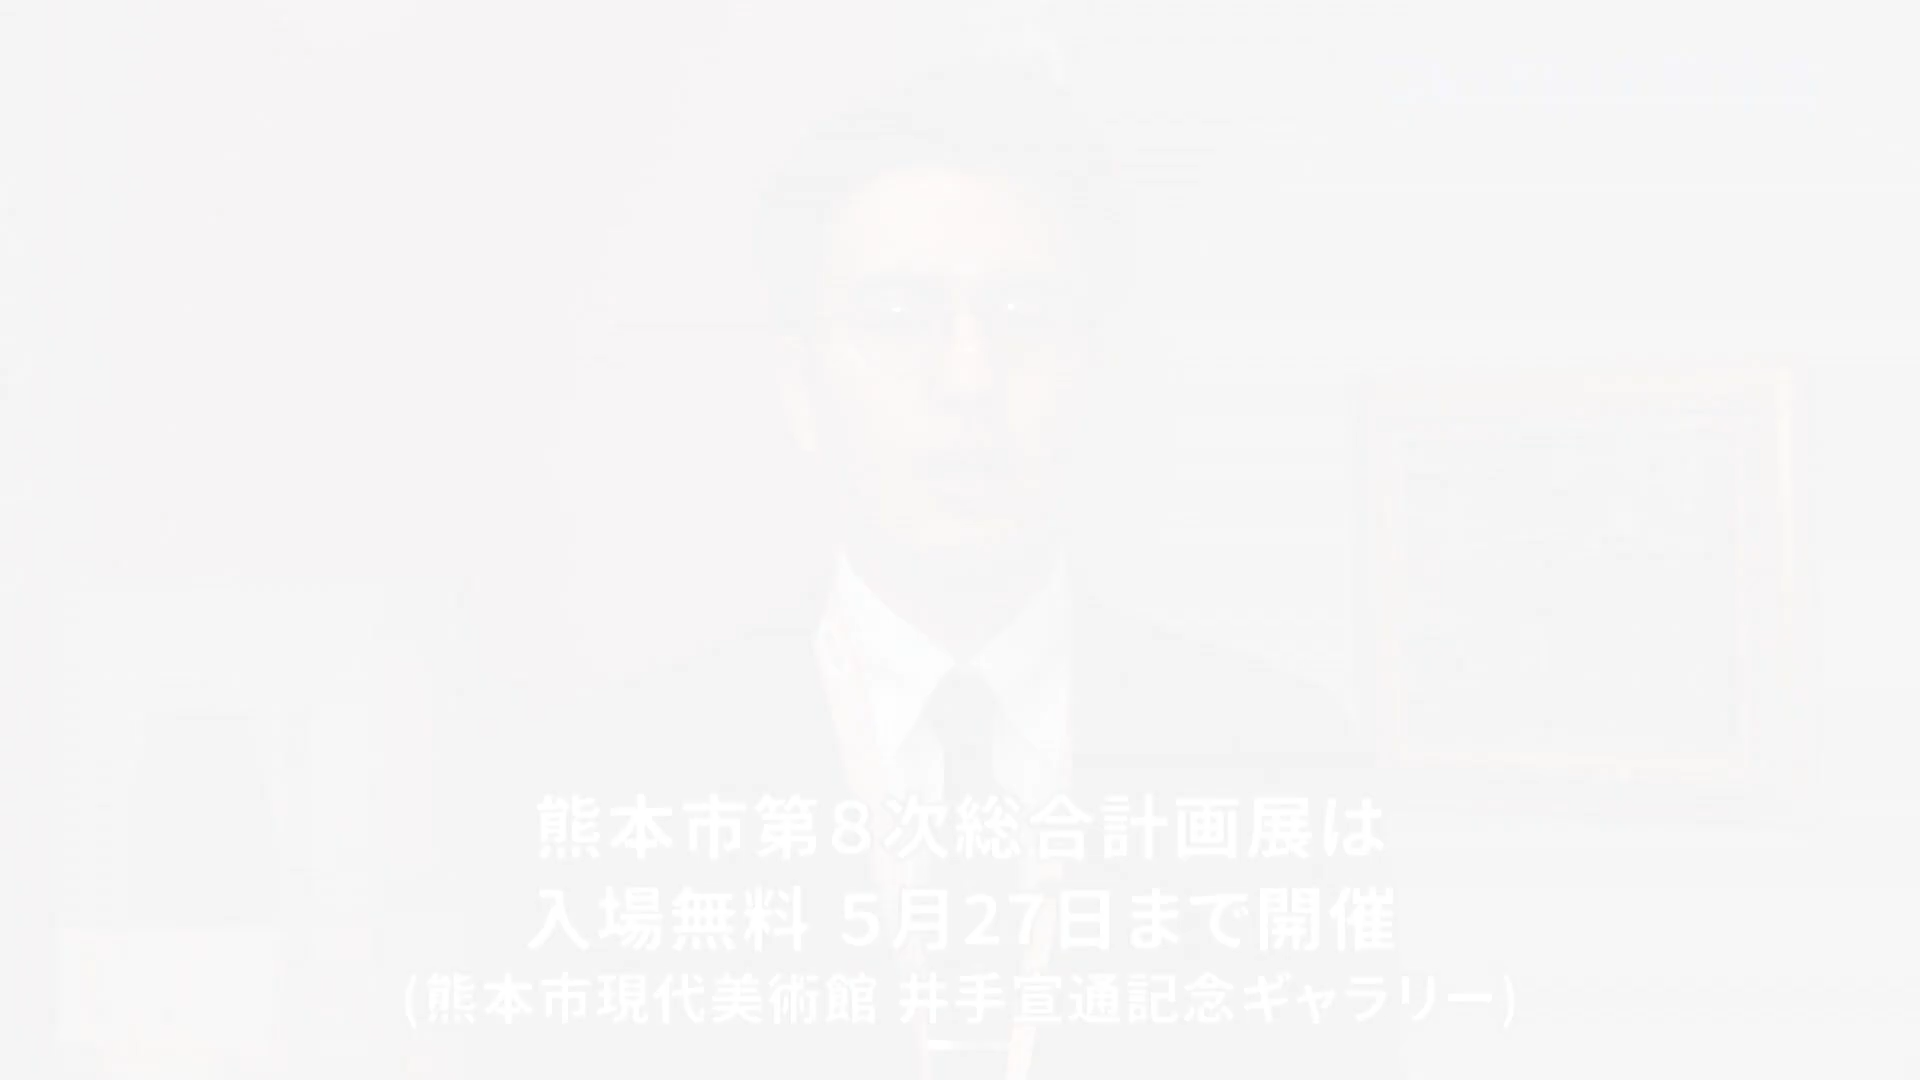 熊本市第8次総合計画展は
入場無料 5月27日まで開催
(熊本市現代美術館 井手宣通記念ギャラリー)